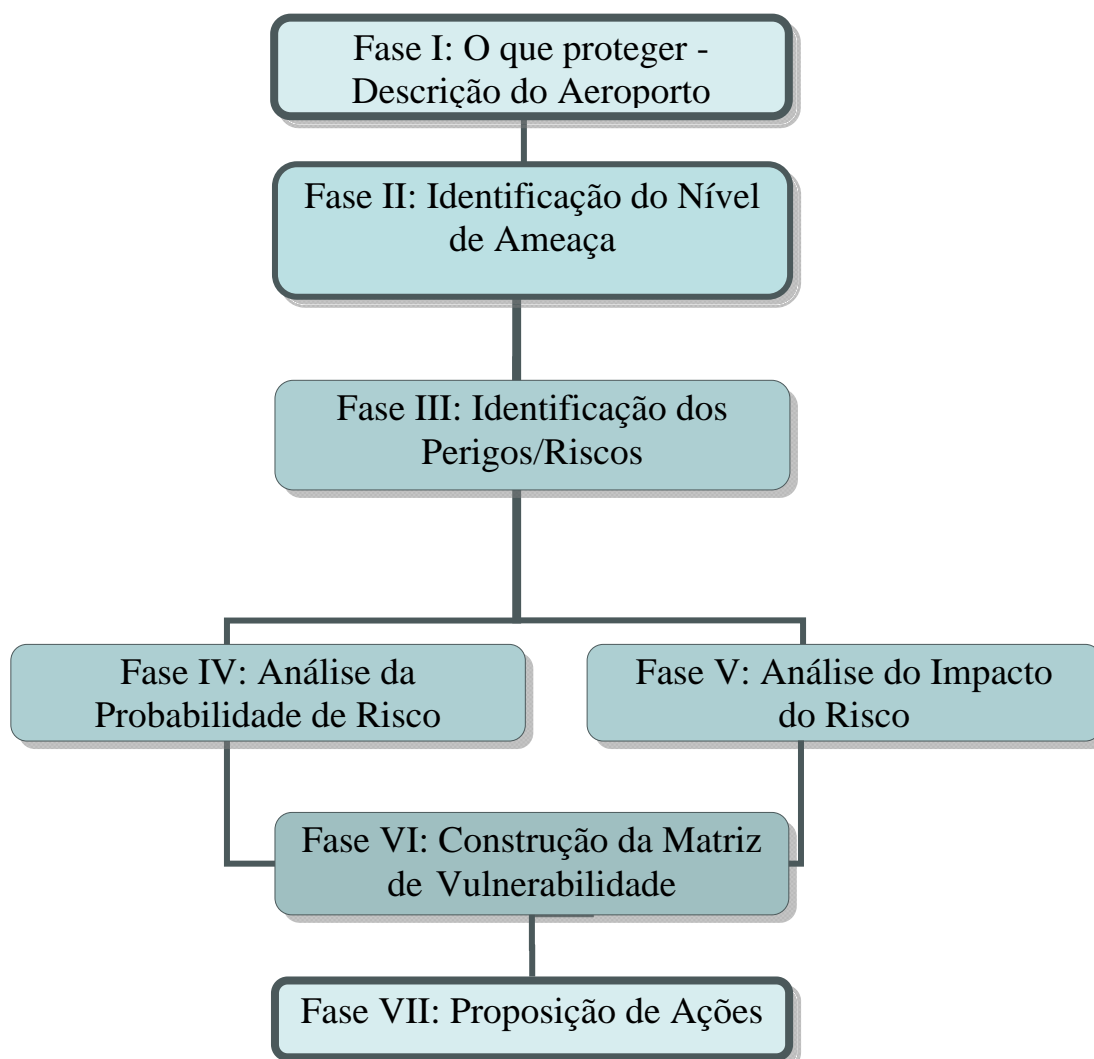 Fase I: O que proteger -
Descrição do Aeroporto
Fase II: Identificação do Nível
de Ameaça
Fase III: Identificação dos
Perigos/Riscos
Fase IV: Análise da
Probabilidade de Risco
Fase V: Análise do Impacto
do Risco
Fase VI: Construção da Matriz
de Vulnerabilidade
Fase VII: Proposição de Ações